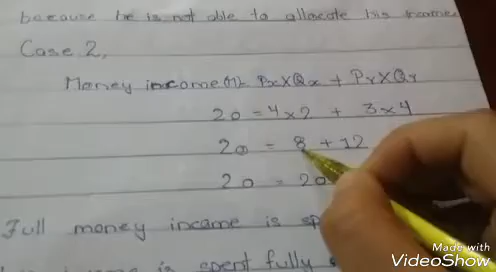 because he is not able to allocate his income
Case 2,
Money income(M)= Px X Qx + Py X Qy
20 = 4 x 2 + 3 x 4
20 = 8 + 12
20 = 20
Full money income is
is spent fully
Made with
VideoShow